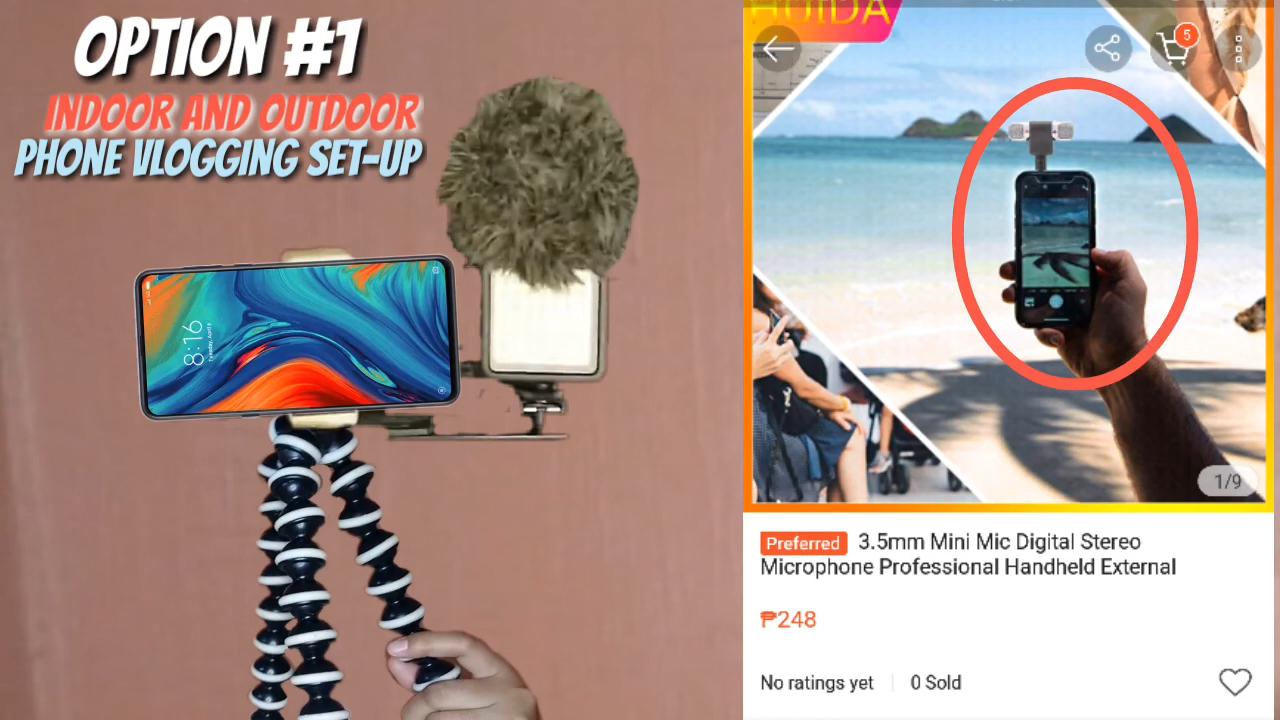 OPTION #1
INDOOR AND OUTDOOR
PHONE VLOGGING SET-UP
8:16
HUIDA
5
1/9
Preferred 3.5mm Mini Mic Digital Stereo
Microphone Professional Handheld External
₱248
No ratings yet
0 Sold